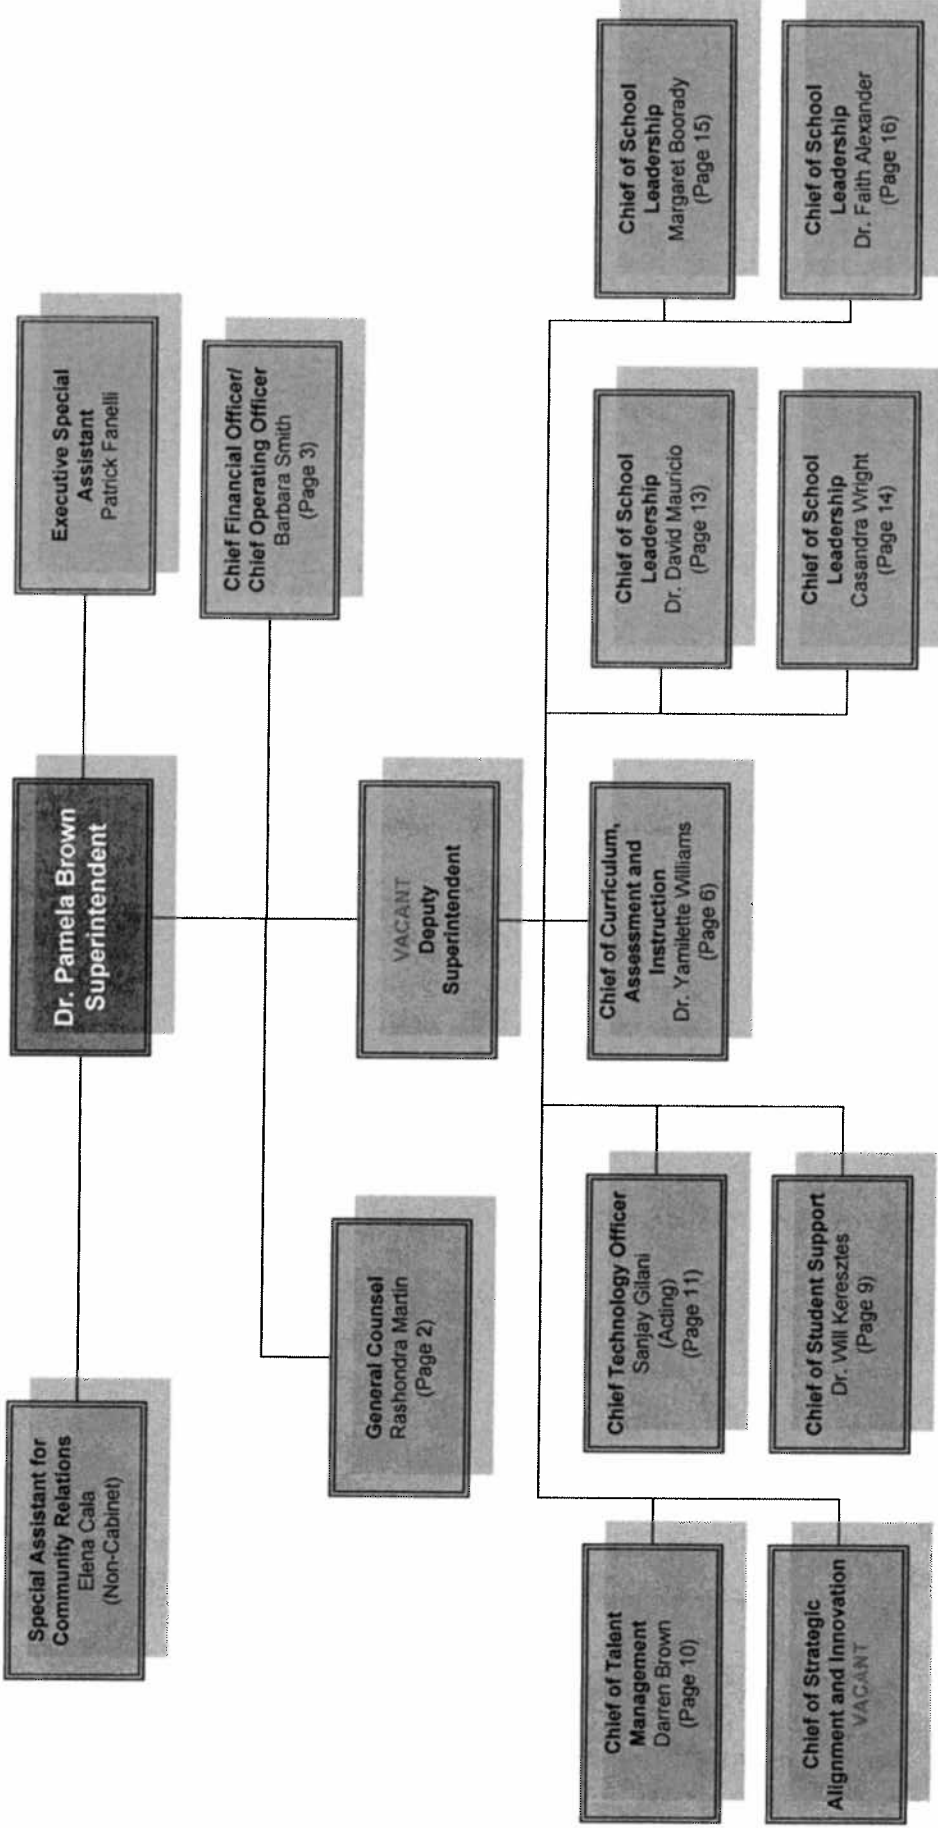 Dr. Pamela Brown
Superintendent
Special Assistant for
Community Relations
Elena Cala
(Non-Cabinet)
Executive Special
Assistant
Patrick Fanelli
General Counsel
Rashondra Martin
(Page 2)
Chief Financial Officer/
Chief Operating Officer
Barbara Smith
(Page 3)
VACANT
Deputy
Superintendent
Chief of Talent
Management
Darren Brown
(Page 10)
Chief of Strategic
Alignment and Innovation
VACANT
Chief Technology Officer
Sanjay Gilani
(Acting)
(Page 11)
Chief of Student Support
Dr. Will Keresztes
(Page 9)
Chief of Curriculum,
Assessment and
Instruction
Dr. Yamilette Williams
(Page 6)
Chief of School
Leadership
Dr. David Mauricio
(Page 13)
Chief of School
Leadership
Casandra Wright
(Page 14)
Chief of School
Leadership
Margaret Boorady
(Page 15)
Chief of School
Leadership
Dr. Faith Alexander
(Page 16)